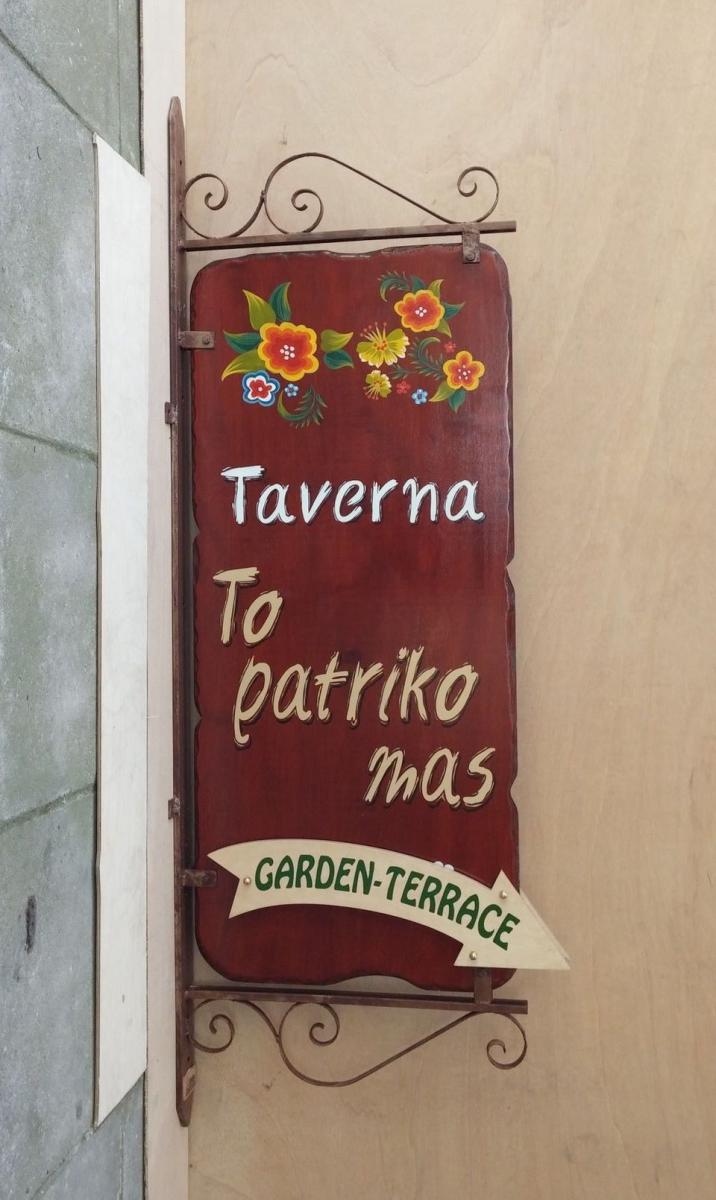 Taverna
To
patriko
mas
GARDEN-TERRACE